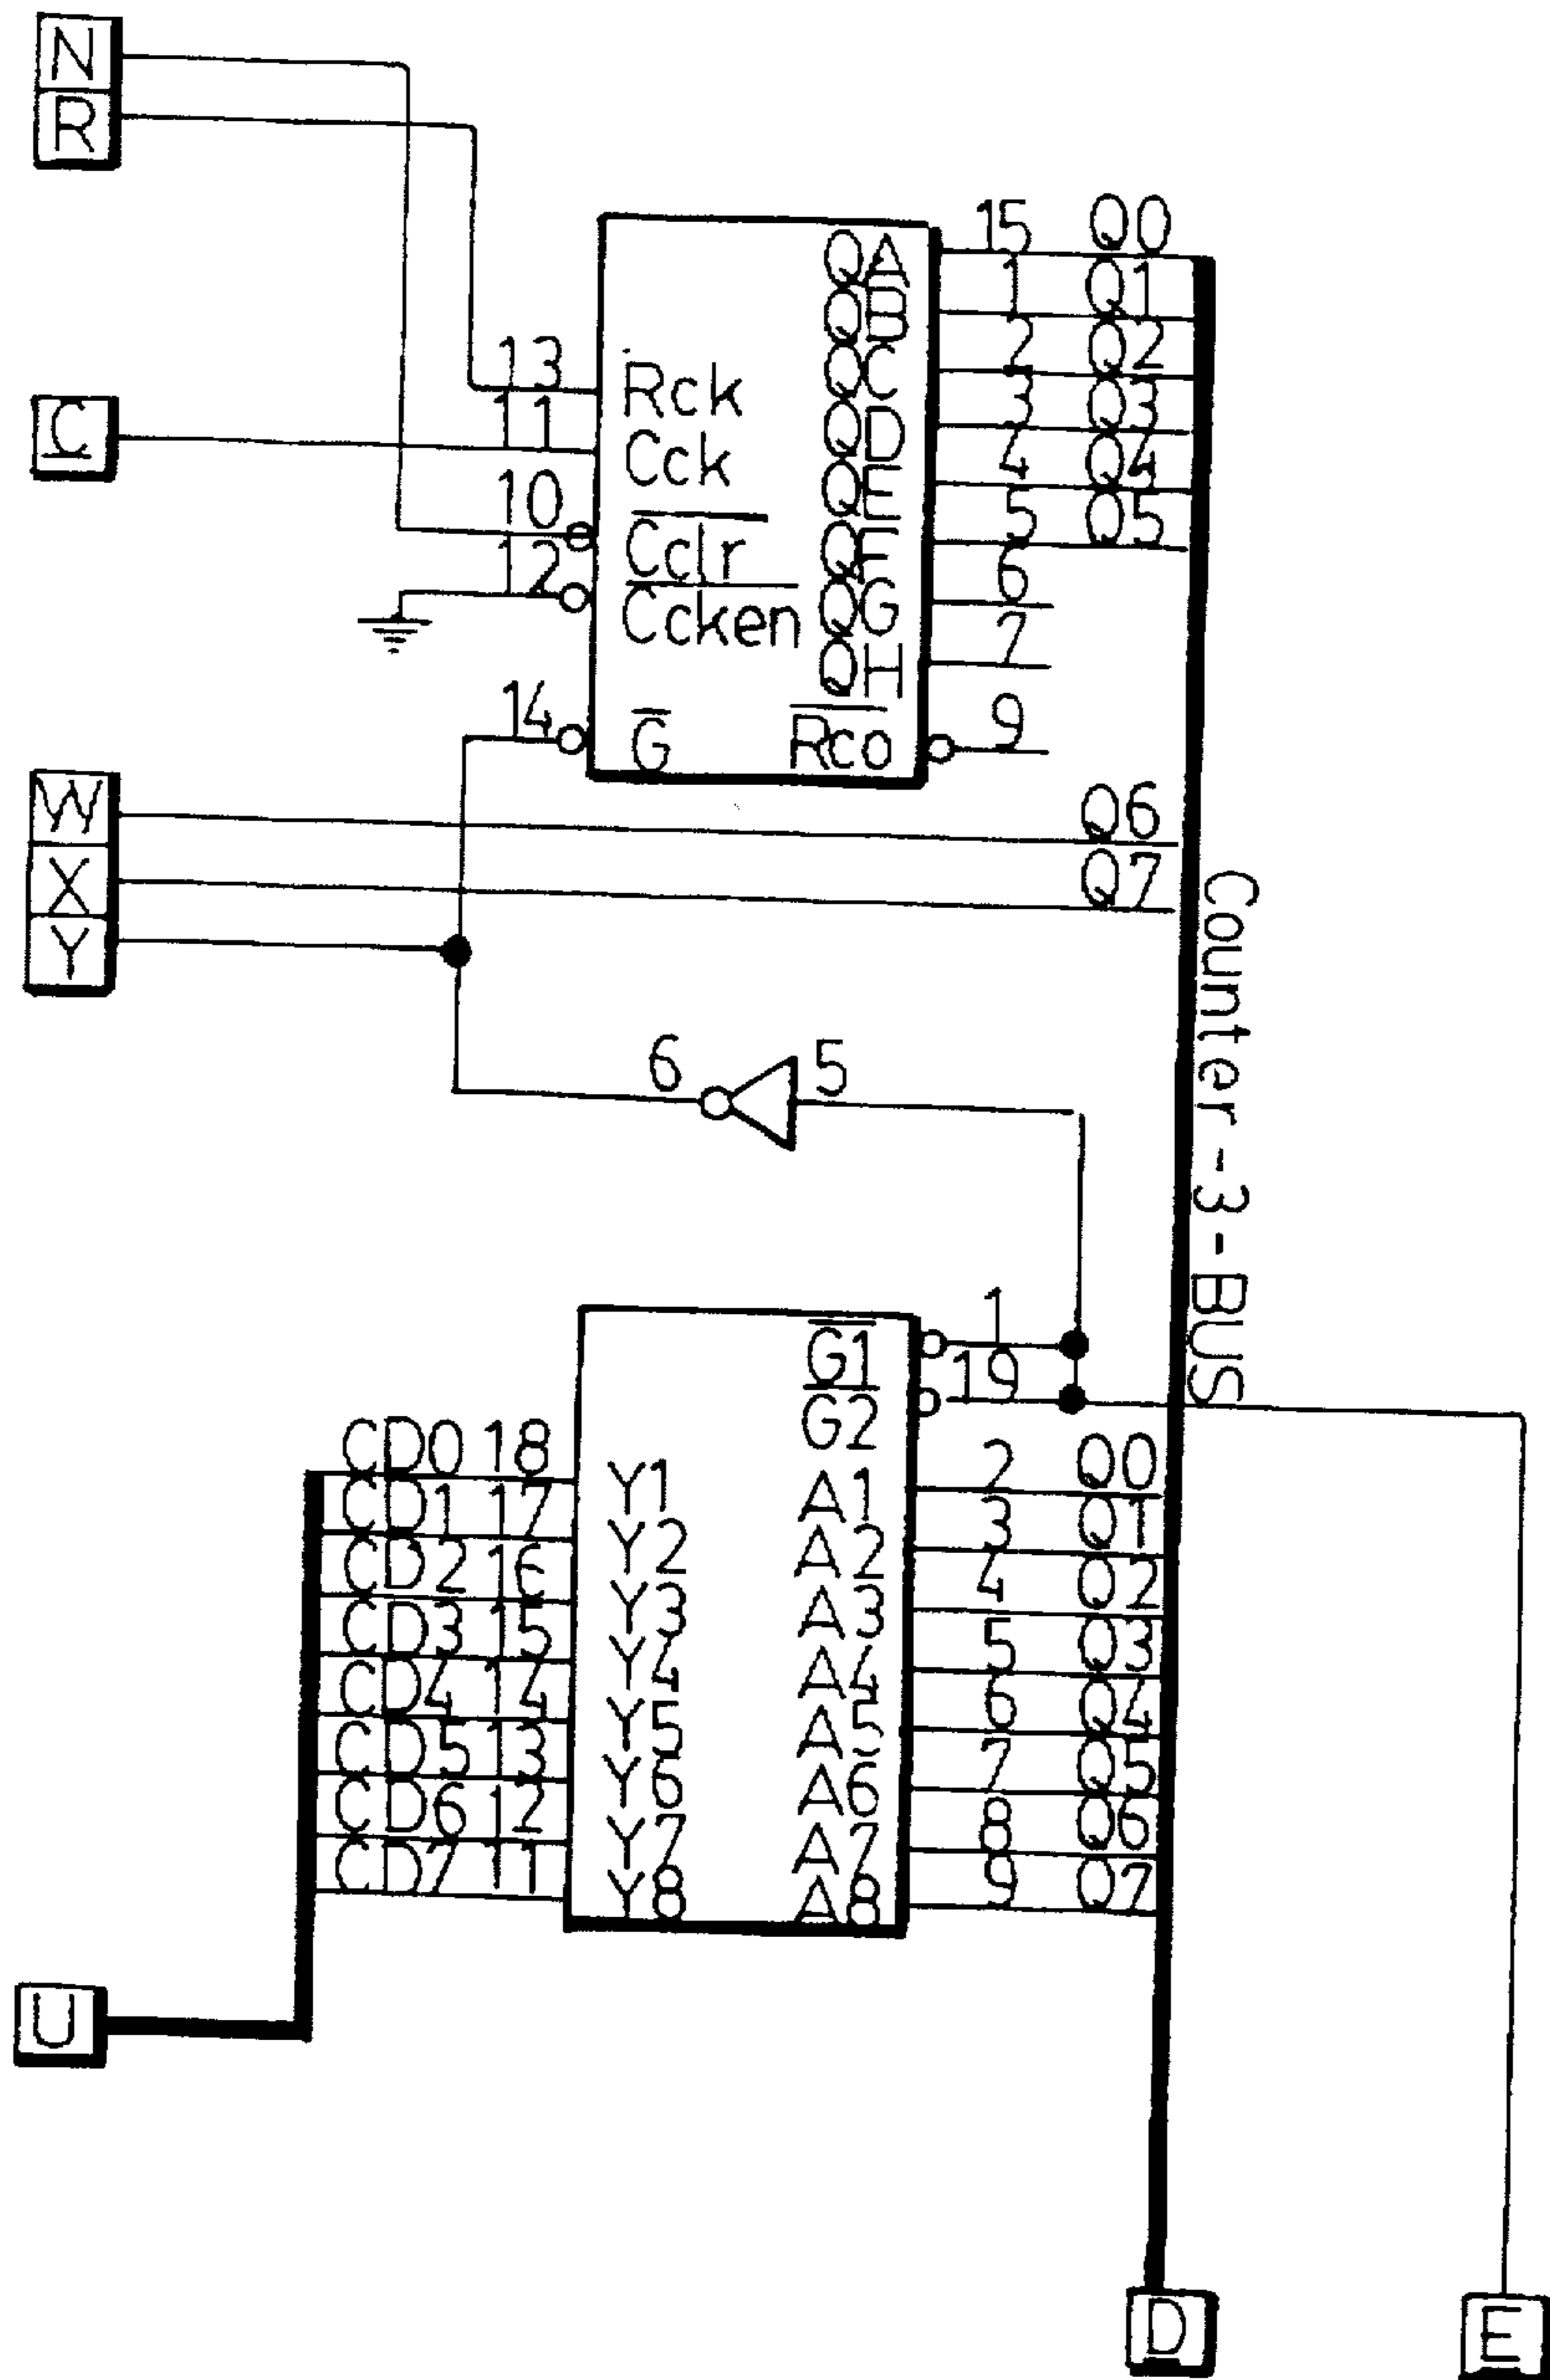 N
R
15 Q0
QA
1 Q1
QB
2 Q2
13 Rck QC
3 Q3
11 Cck QD
4 Q4
10 Cclr QE
5 Q5
QF
12 Ccken QG 6
QH 7
14 G Rco 9
C
W
X
Y
Q6
Q7
Counter-3-BUS
6 5
G1 1
G2 19
CD0 18 Y1 A1 2 Q0
CD1 17 Y2 A2 3 Q1
CD2 16 Y3 A3 4 Q2
CD3 15 Y4 A4 5 Q3
CD4 14 Y5 A5 6 Q4
CD5 13 Y6 A6 7 Q5
CD6 12 Y7 A7 8 Q6
CD7 11 Y8 A8 9 Q7
U
D
E